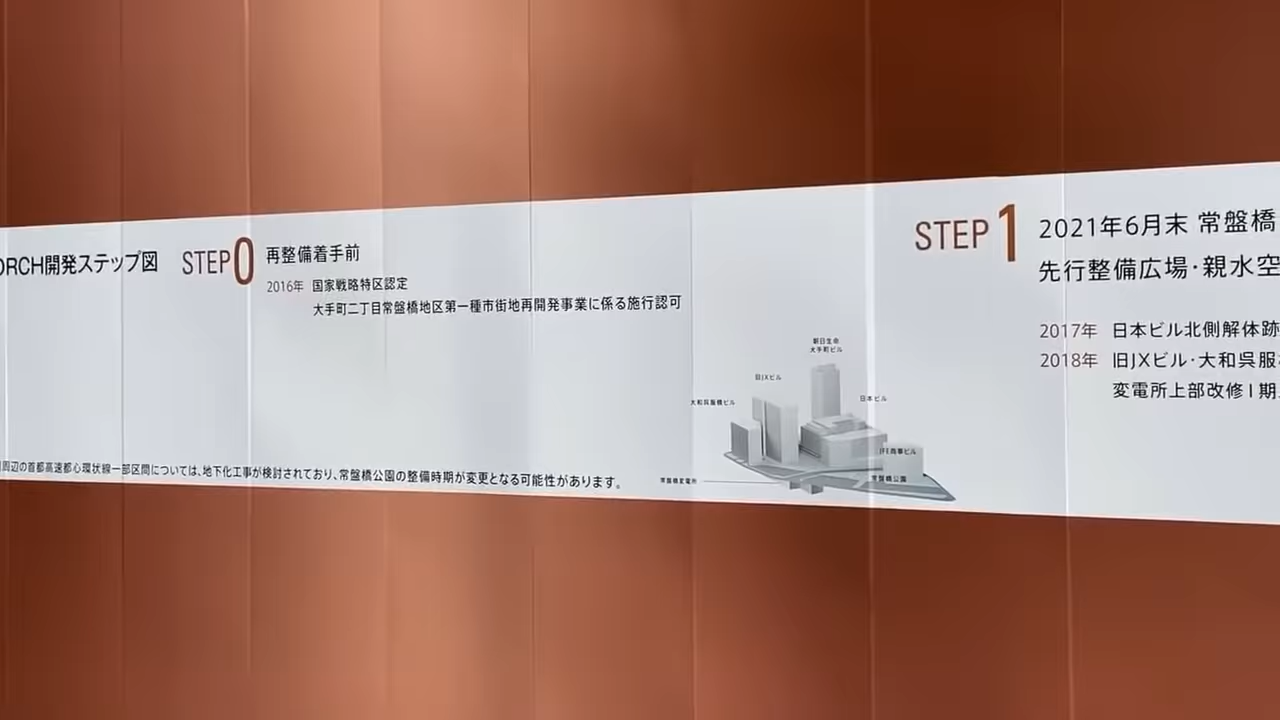 ORCH開発ステップ図
STEP0 再整備着手前
2016年 国家戦略特区認定
大手町二丁目常盤橋地区第一種市街地再開発事業に係る施行認可
朝日生命
大手町ビル
旧JXビル
大和呉服橋ビル
日本ビル
JFE商事ビル
常盤橋変電所
常盤橋公園
周辺の首都高速都心環状線一部区間については、地下化工事が検討されており、常盤橋公園の整備時期が変更となる可能性があります。
STEP1 2021年6月末 常盤橋
先行整備広場・親水空
2017年 日本ビル北側解体跡
2018年 旧JXビル・大和呉服
変電所上部改修Ⅰ期